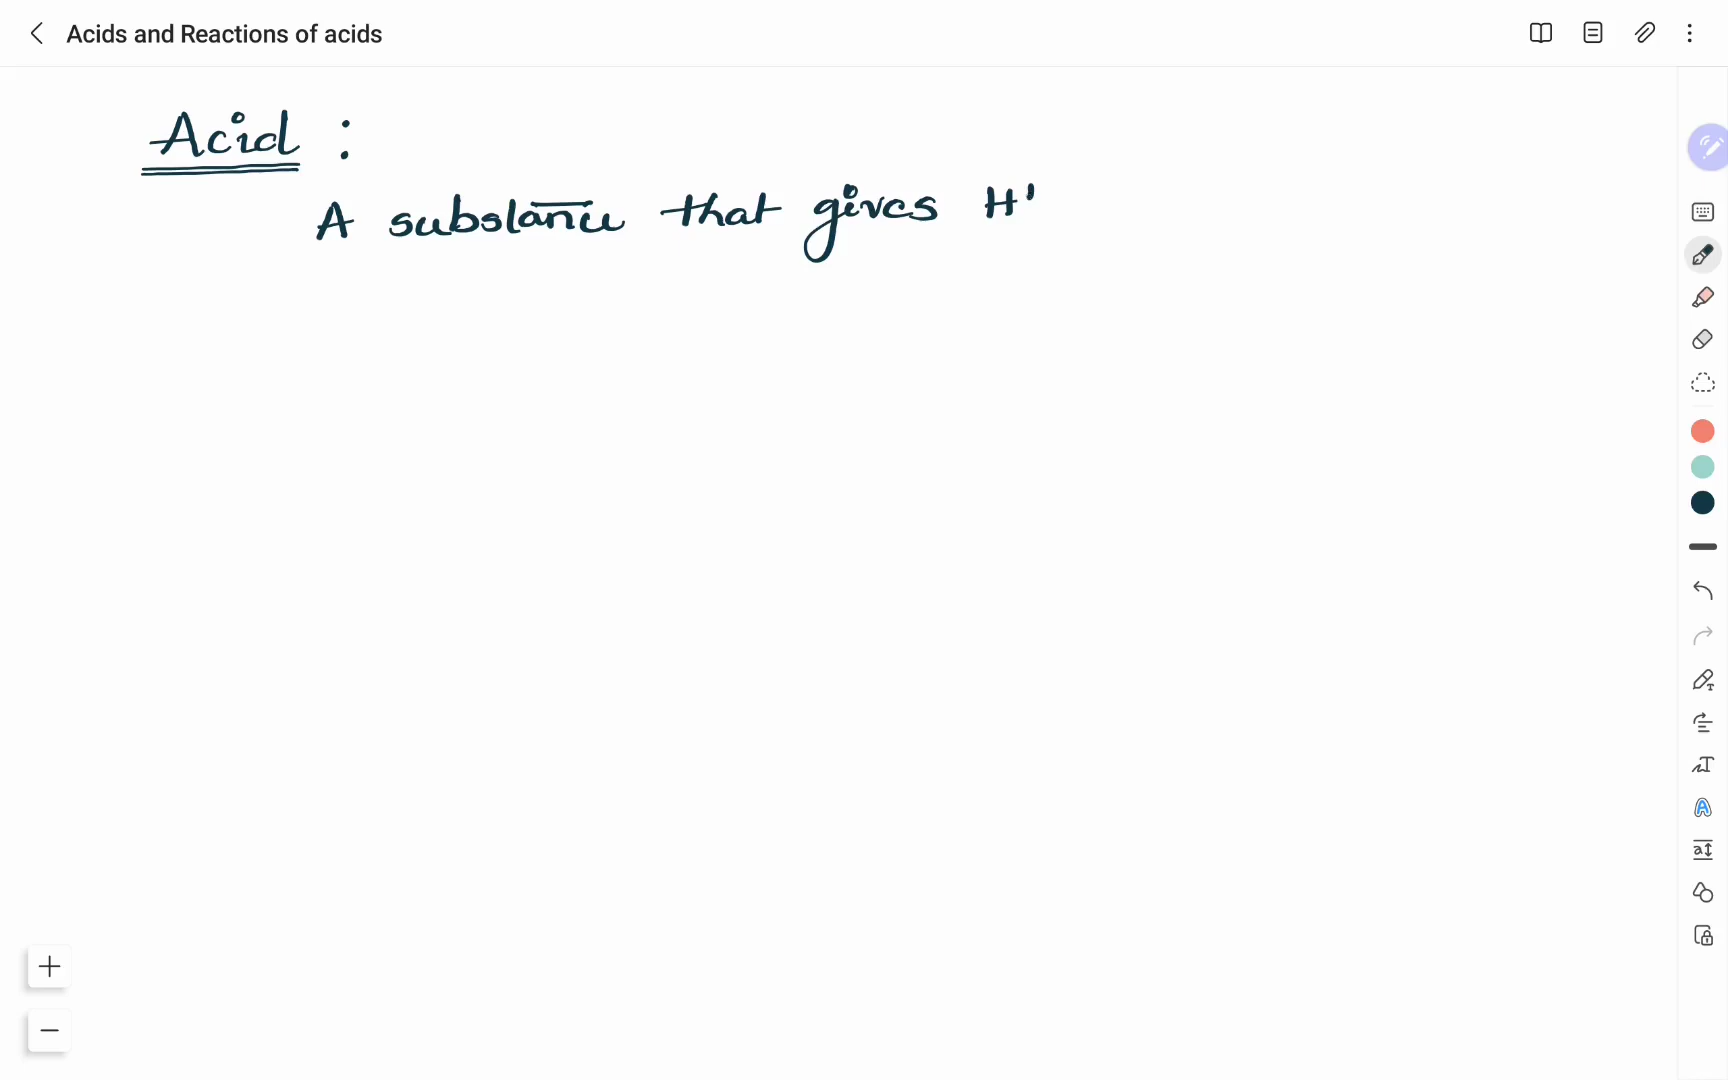 Acids and Reactions of acids
Acid :
A substance that gives H'